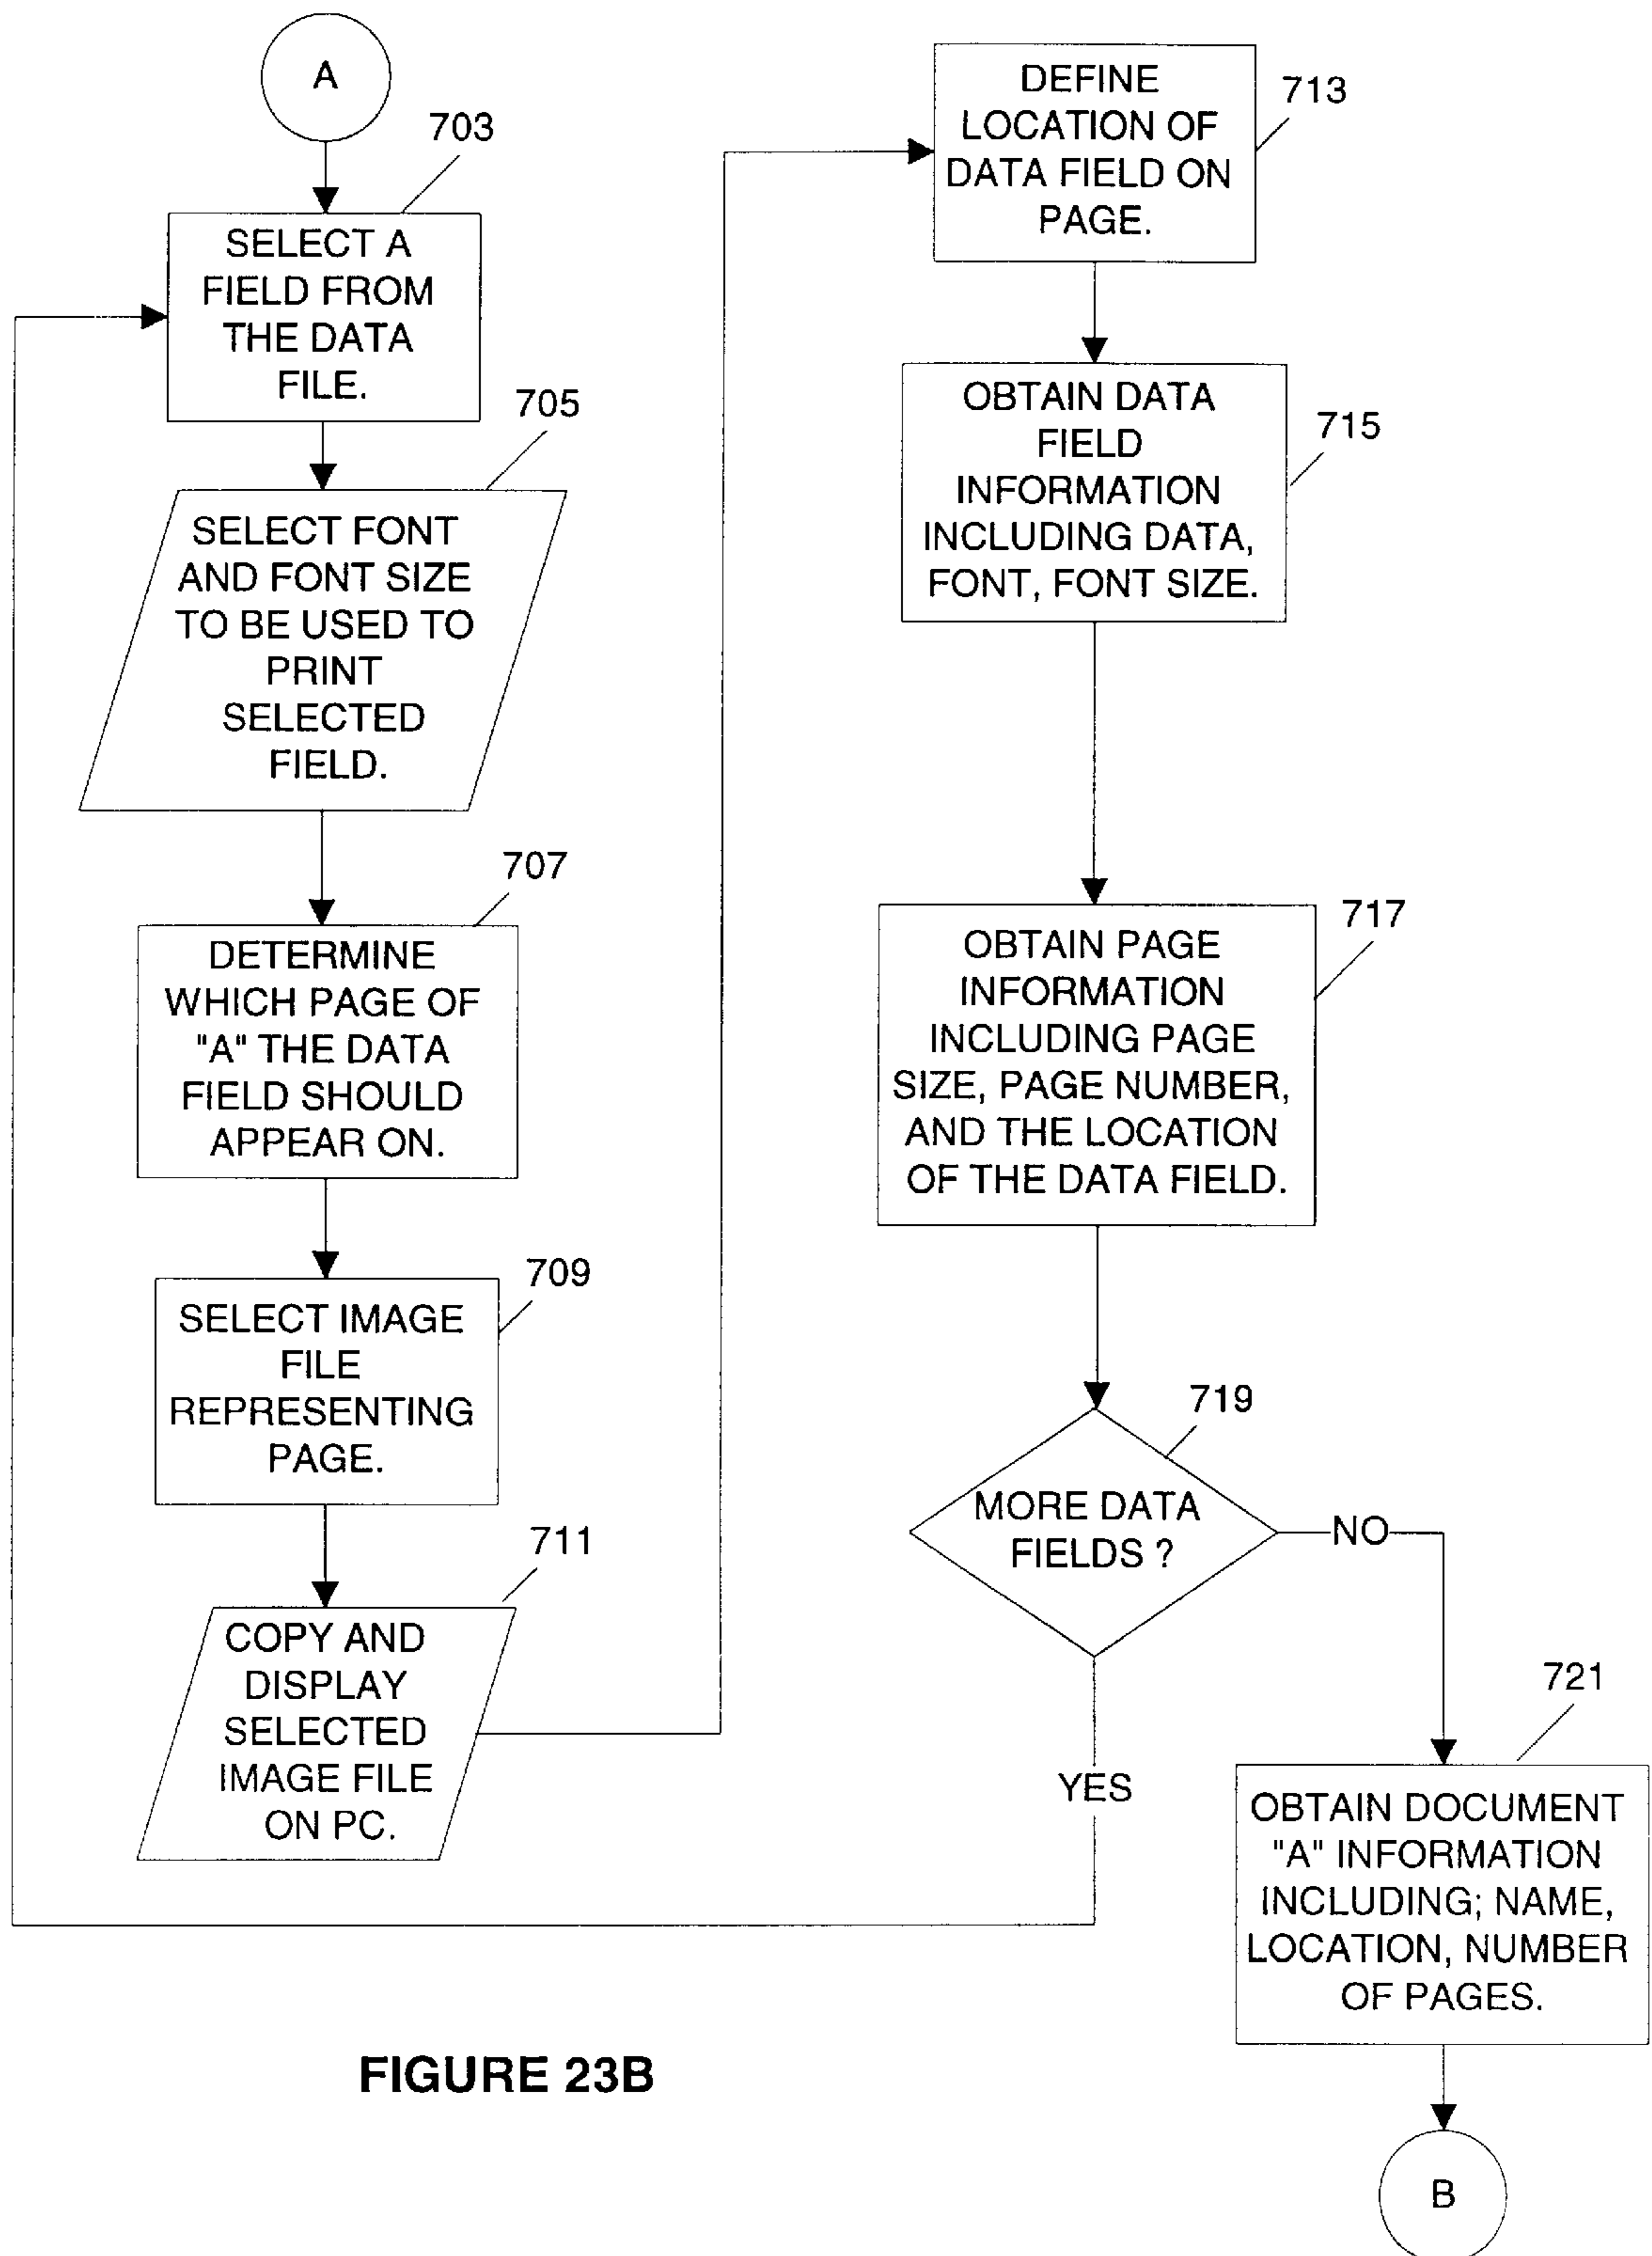 A
703
SELECT A
FIELD FROM
THE DATA
FILE.
705
SELECT FONT
AND FONT SIZE
TO BE USED TO
PRINT
SELECTED
FIELD.
707
DETERMINE
WHICH PAGE OF
"A" THE DATA
FIELD SHOULD
APPEAR ON.
709
SELECT IMAGE
FILE
REPRESENTING
PAGE.
711
COPY AND
DISPLAY
SELECTED
IMAGE FILE
ON PC.
713
DEFINE
LOCATION OF
DATA FIELD ON
PAGE.
715
OBTAIN DATA
FIELD
INFORMATION
INCLUDING DATA,
FONT, FONT SIZE.
717
OBTAIN PAGE
INFORMATION
INCLUDING PAGE
SIZE, PAGE NUMBER,
AND THE LOCATION
OF THE DATA FIELD.
719
MORE DATA
FIELDS ?
NO
YES
721
OBTAIN DOCUMENT
"A" INFORMATION
INCLUDING; NAME,
LOCATION, NUMBER
OF PAGES.
B
FIGURE 23B